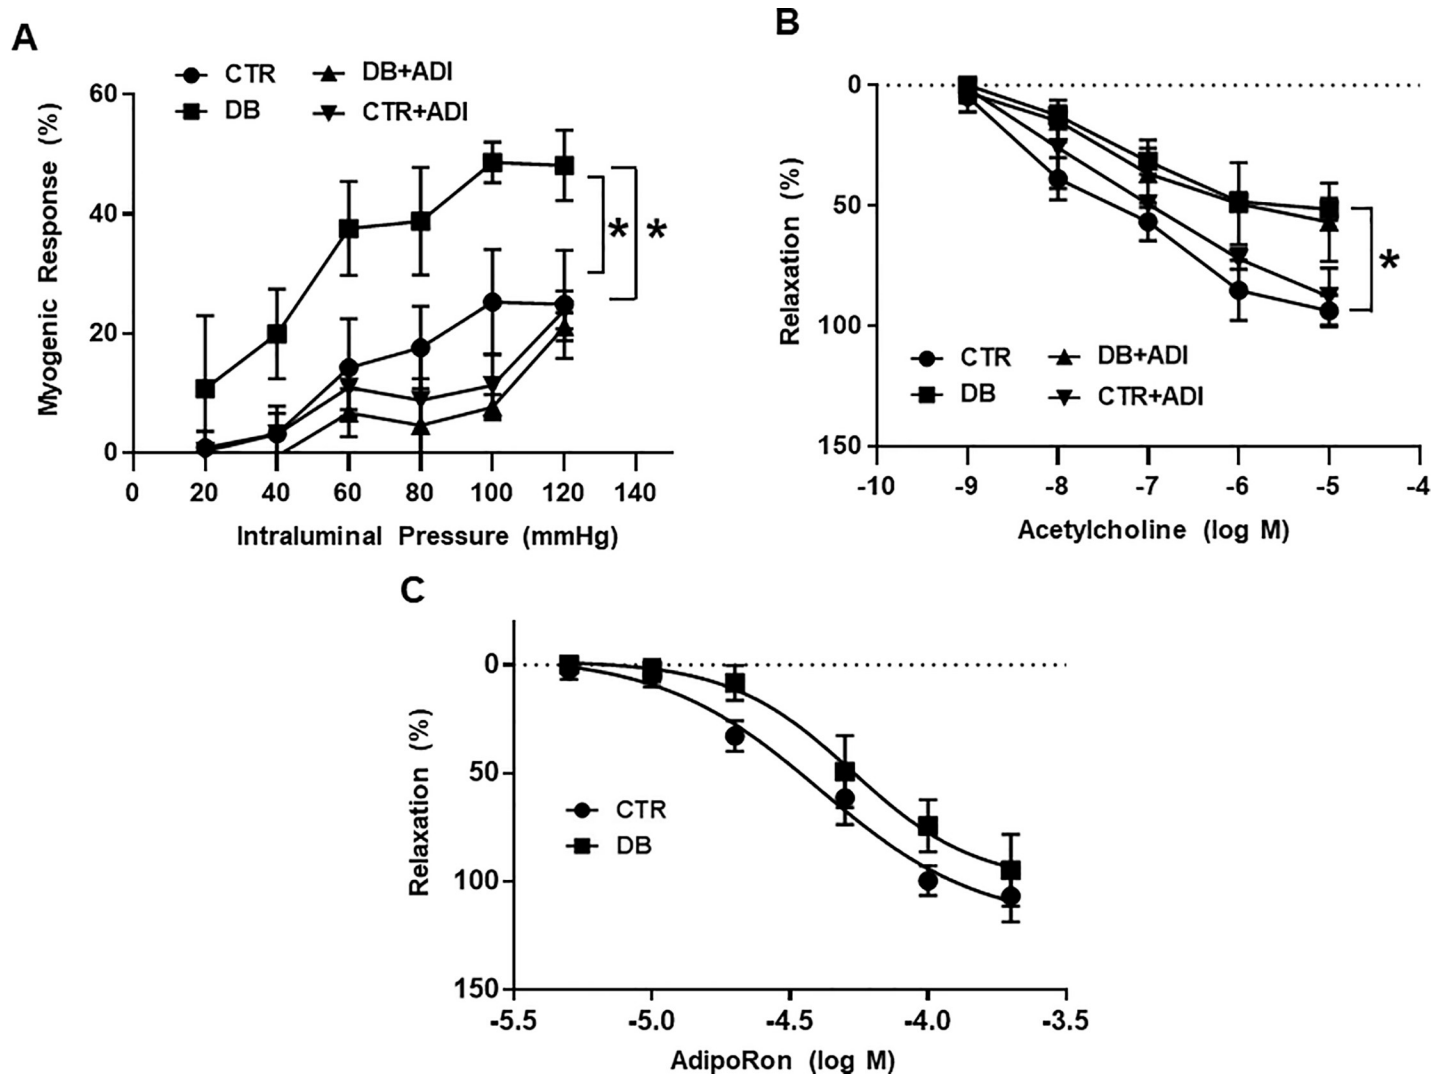 A
CTR DB+ADI
DB CTR+ADI
Myogenic Response (%)
60
40
20
0
0 20 40 60 80 100 120 140
Intraluminal Pressure (mmHg)
* *
B
Relaxation (%)
0
50
100
150
*
CTR DB+ADI
DB CTR+ADI
-10 -9 -8 -7 -6 -5 -4
Acetylcholine (log M)
C
Relaxation (%)
0
50
100
150
CTR
DB
-5.5 -5.0 -4.5 -4.0 -3.5
AdipoRon (log M)